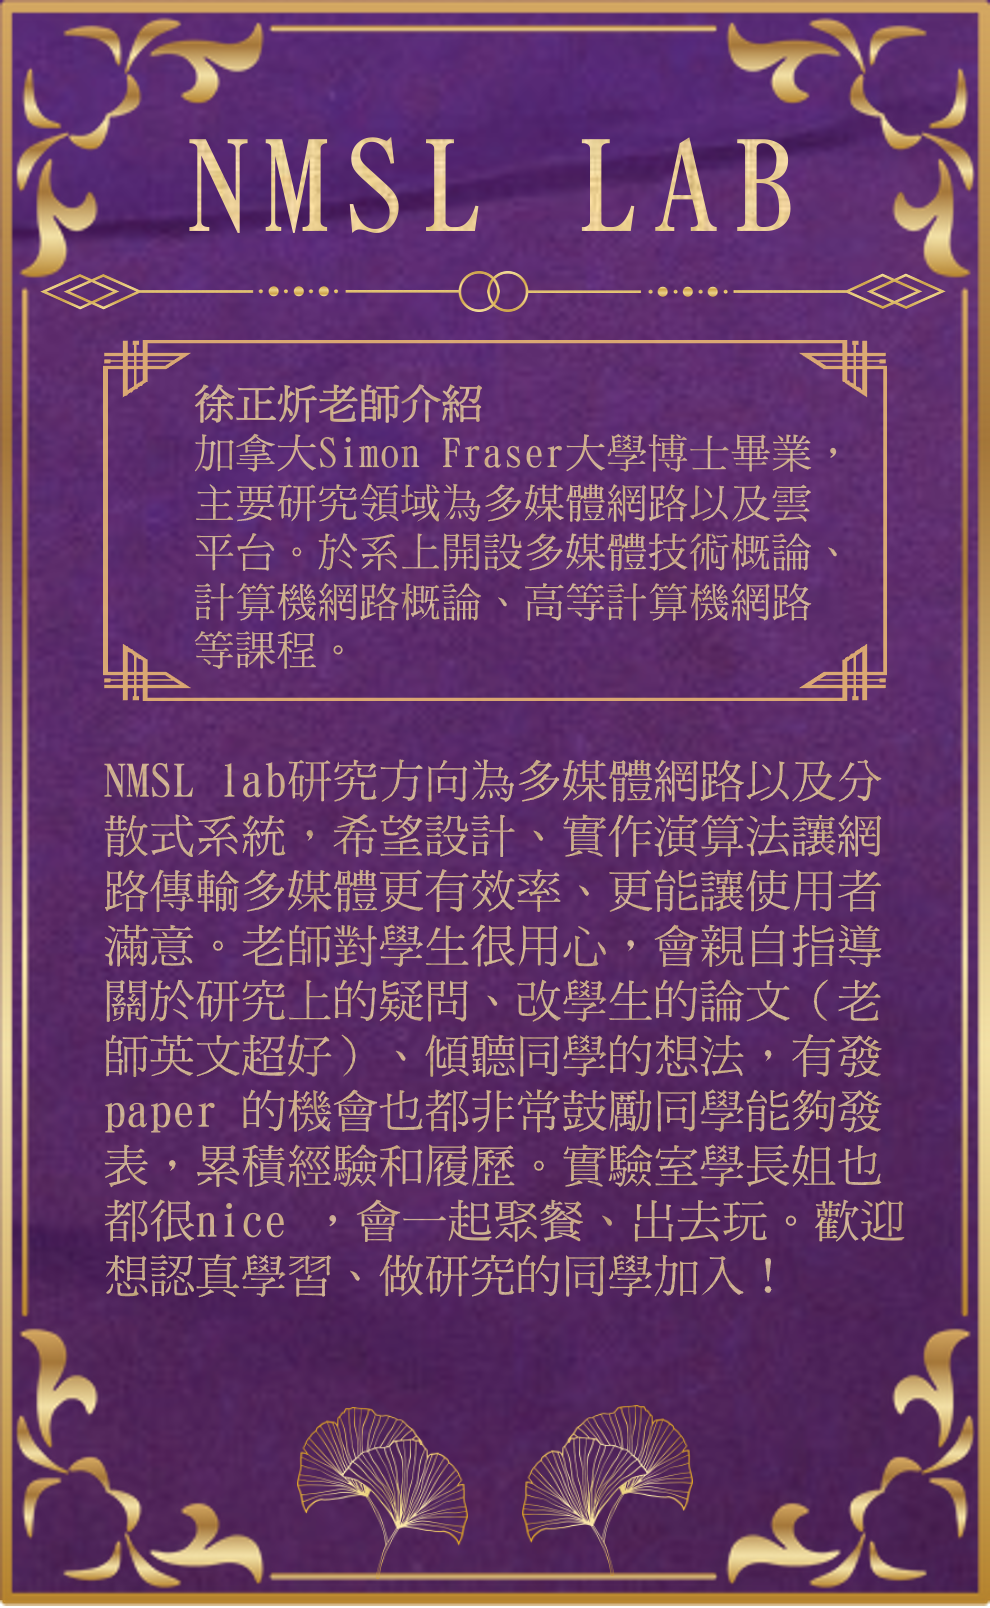 NMSL LAB
徐正炘老師介紹
加拿大Simon Fraser大學博士畢業，
主要研究領域為多媒體網路以及雲
平台。於系上開設多媒體技術概論、
計算機網路概論、高等計算機網路
等課程。
NMSL lab研究方向為多媒體網路以及分
散式系統，希望設計、實作演算法讓網
路傳輸多媒體更有效率、更能讓使用者
滿意。老師對學生很用心，會親自指導
關於研究上的疑問、改學生的論文（老
師英文超好）、傾聽同學的想法，有發
paper 的機會也都非常鼓勵同學能夠發
表，累積經驗和履歷。實驗室學長姐也
都很nice ，會一起聚餐、出去玩。歡迎
想認真學習、做研究的同學加入！